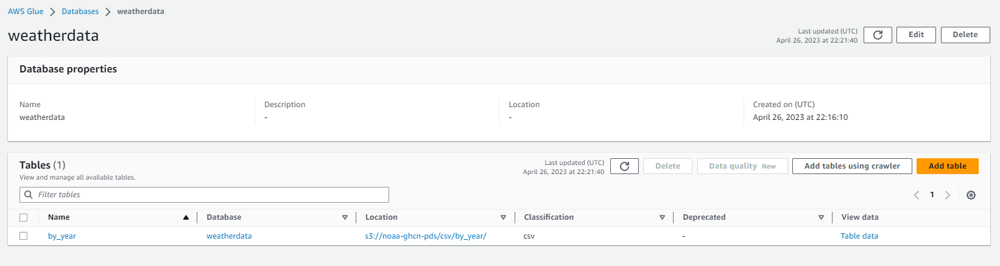 AWS Glue > Databases > weatherdata
weatherdata
Last updated (UTC)
April 26, 2023 at 22:21:40
Edit
Delete
Database properties
Name
weatherdata
Description
-
Location
-
Created on (UTC)
April 26, 2023 at 22:16:10
Tables (1)
View and manage all available tables.
Last updated (UTC)
April 26, 2023 at 22:21:40
Delete
Data quality New
Add tables using crawler
Add table
Filter tables
1
Name Database Location Classification Deprecated View data
by_year weatherdata s3://noaa-ghcn-pds/csv/by_year/ csv - Table data